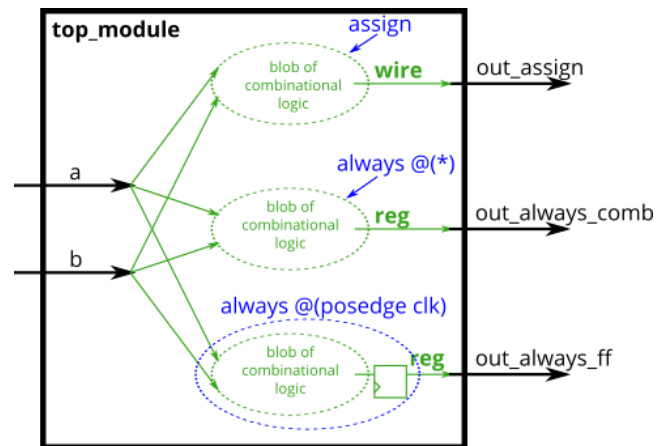 top_module
assign
blob of
combinational
logic
wire
out_assign
a
always @(*)
blob of
combinational
logic
reg
out_always_comb
b
always @(posedge clk)
blob of
combinational
logic
reg
out_always_ff